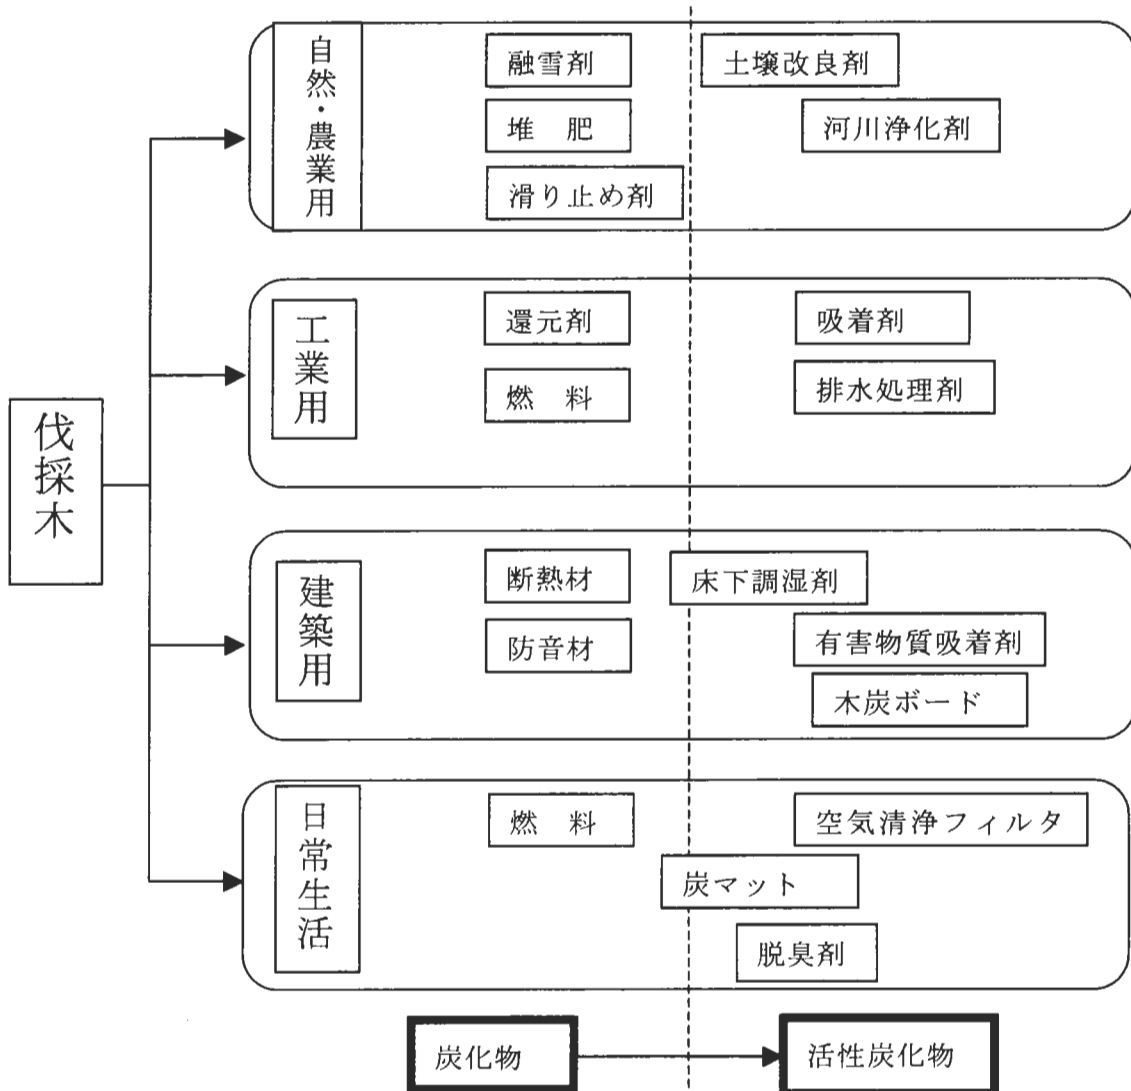 伐採木
自然・農業用
融雪剤
土壌改良剤
堆　肥
河川浄化剤
滑り止め剤
工業用
還元剤
吸着剤
燃　料
排水処理剤
建築用
断熱材
床下調湿剤
防音材
有害物質吸着剤
木炭ボード
日常生活
燃　料
空気清浄フィルタ
炭マット
脱臭剤
炭化物
活性炭化物